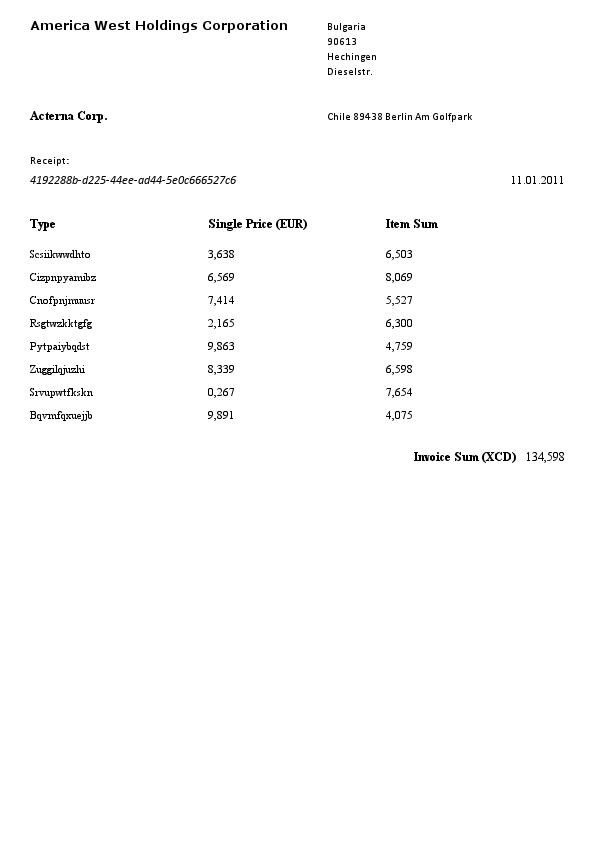 America West Holdings Corporation
Bulgaria
90613
Hechingen
Dieselstr.
Acterna Corp.
Chile 89438 Berlin Am Golfpark
Receipt:
4192288b-d225-44ee-ad44-5e0c666527c6
11.01.2011
Type Single Price (EUR) Item Sum
Scsiikwwdhto 3,638 6,503
Cizpnpyamibz 6,569 8,069
Cnofpnjmuusr 7,414 5,527
Rsgtwzkktgfg 2,165 6,300
Pytpaiybqdst 9,863 4,759
Zuggilqjuzhi 8,339 6,598
Srvupwtfkskn 0,267 7,654
Bqvmfqxuejjb 9,891 4,075
Invoice Sum (XCD) 134,598